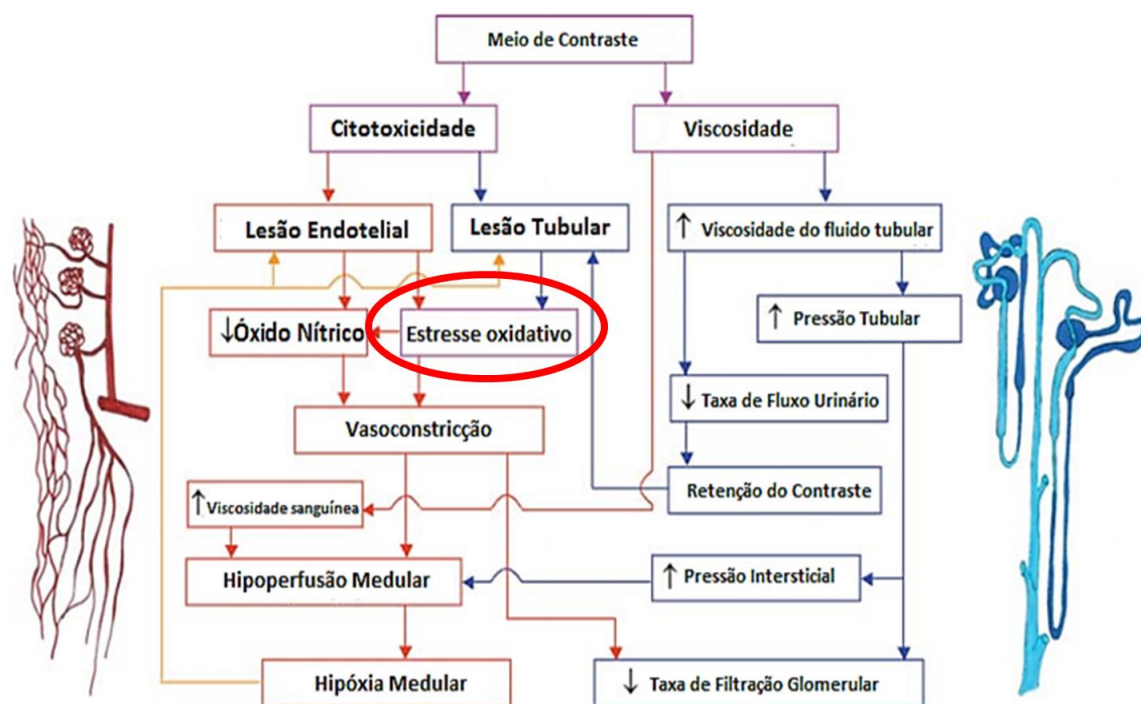 Meio de Contraste
Citotoxicidade
Viscosidade
Lesão Endotelial
Lesão Tubular
↑ Viscosidade do fluido tubular
↓Óxido Nítrico
Estresse oxidativo
↑ Pressão Tubular
↓ Taxa de Fluxo Urinário
Vasoconstricção
Retenção do Contraste
↑ Viscosidade sanguínea
Hipoperfusão Medular
↑ Pressão Intersticial
Hipóxia Medular
↓ Taxa de Filtração Glomerular